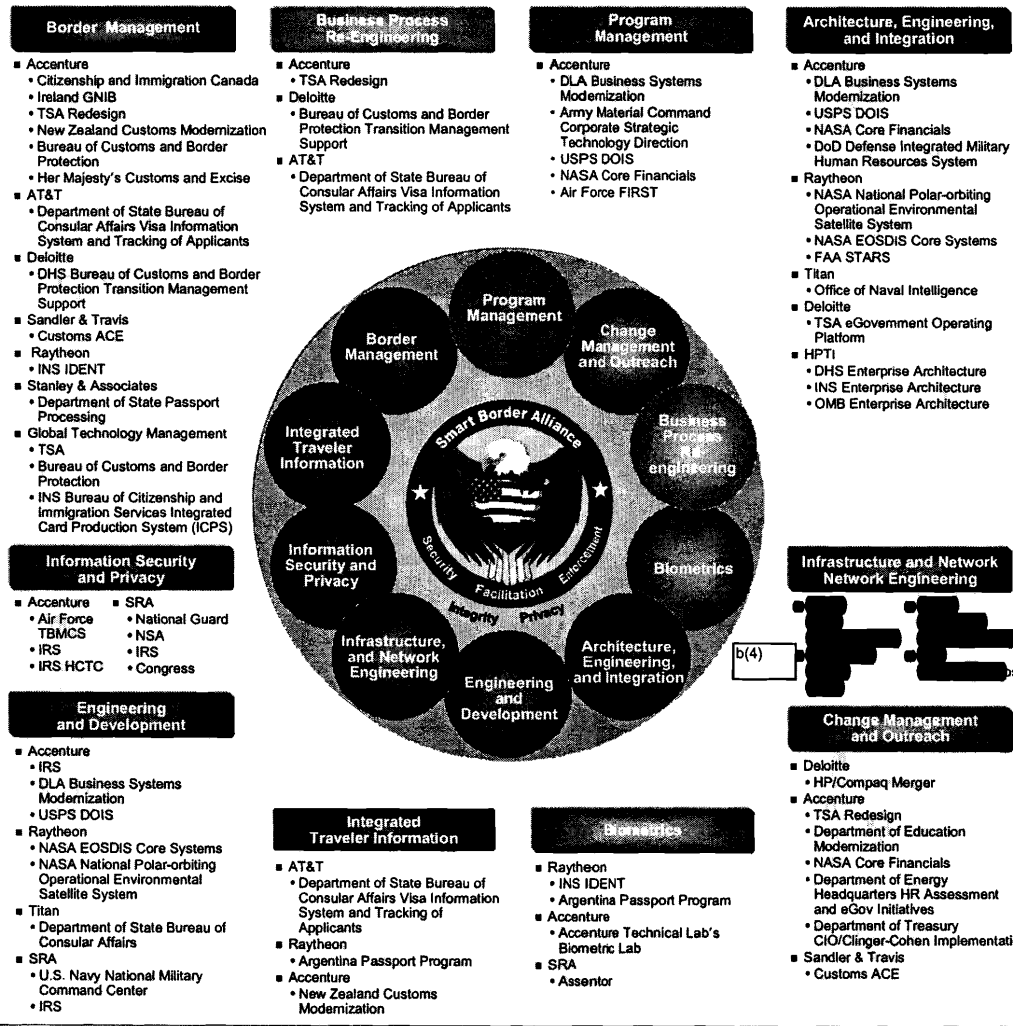 Border Management
■ Accenture
• Citizenship and Immigration Canada
• Ireland GNIB
• TSA Redesign
• New Zealand Customs Modernization
• Bureau of Customs and Border
Protection
• Her Majesty's Customs and Excise
■ AT&T
• Department of State Bureau of
Consular Affairs Visa Information
System and Tracking of Applicants
■ Deloitte
• DHS Bureau of Customs and Border
Protection Transition Management
Support
■ Sandler & Travis
• Customs ACE
■ Raytheon
• INS IDENT
■ Stanley & Associates
• Department of State Passport
Processing
■ Global Technology Management
• TSA
• Bureau of Customs and Border
Protection
• INS Bureau of Citizenship and
Immigration Services Integrated
Card Production System (ICPS)
Business Process
Re-Engineering
■ Accenture
• TSA Redesign
■ Deloitte
• Bureau of Customs and Border
Protection Transition Management
Support
■ AT&T
• Department of State Bureau of
Consular Affairs Visa Information
System and Tracking of Applicants
Program
Management
■ Accenture
• DLA Business Systems
Modernization
• Army Material Command
Corporate Strategic
Technology Direction
• USPS DOIS
• NASA Core Financials
• Air Force FIRST
Architecture, Engineering,
and Integration
■ Accenture
• DLA Business Systems
Modernization
• USPS DOIS
• NASA Core Financials
• DoD Defense Integrated Military
Human Resources System
■ Raytheon
• NASA National Polar-orbiting
Operational Environmental
Satellite System
• NASA EOSDIS Core Systems
• FAA STARS
■ Titan
• Office of Naval Intelligence
■ Deloitte
• TSA eGovernment Operating
Platform
■ HPTI
• DHS Enterprise Architecture
• INS Enterprise Architecture
• OMB Enterprise Architecture
Program
Management
Change
Management
and Outreach
Business
Process
Re-
engineering
Biometrics
Architecture,
Engineering,
and Integration
Engineering
and
Development
Infrastructure,
and Network
Engineering
Information
Security and
Privacy
Integrated
Traveler
Information
Border
Management
Smart Border Alliance
Security
Facilitation
Enforcement
Integrity Privacy
Information Security
and Privacy
■ Accenture
• Air Force
TBMCS
• IRS
• IRS HCTC
■ SRA
• National Guard
• NSA
• IRS
• Congress
Infrastructure and Network
Network Engineering
b(4)
Engineering
and Development
■ Accenture
• IRS
• DLA Business Systems
Modernization
• USPS DOIS
■ Raytheon
• NASA EOSDIS Core Systems
• NASA National Polar-orbiting
Operational Environmental
Satellite System
■ Titan
• Department of State Bureau of
Consular Affairs
■ SRA
• U.S. Navy National Military
Command Center
• IRS
Integrated
Traveler Information
■ AT&T
• Department of State Bureau of
Consular Affairs Visa Information
System and Tracking of
Applicants
■ Raytheon
• Argentina Passport Program
■ Accenture
• New Zealand Customs
Modernization
Biometrics
■ Raytheon
• INS IDENT
• Argentina Passport Program
■ Accenture
• Accenture Technical Lab's
Biometric Lab
■ SRA
• Assentor
Change Management
and Outreach
■ Deloitte
• HP/Compaq Merger
■ Accenture
• TSA Redesign
• Department of Education
Modernization
• NASA Core Financials
• Department of Energy
Headquarters HR Assessment
and eGov Initiatives
• Department of Treasury
CIO/Clinger-Cohen Implementati
■ Sandler & Travis
• Customs ACE